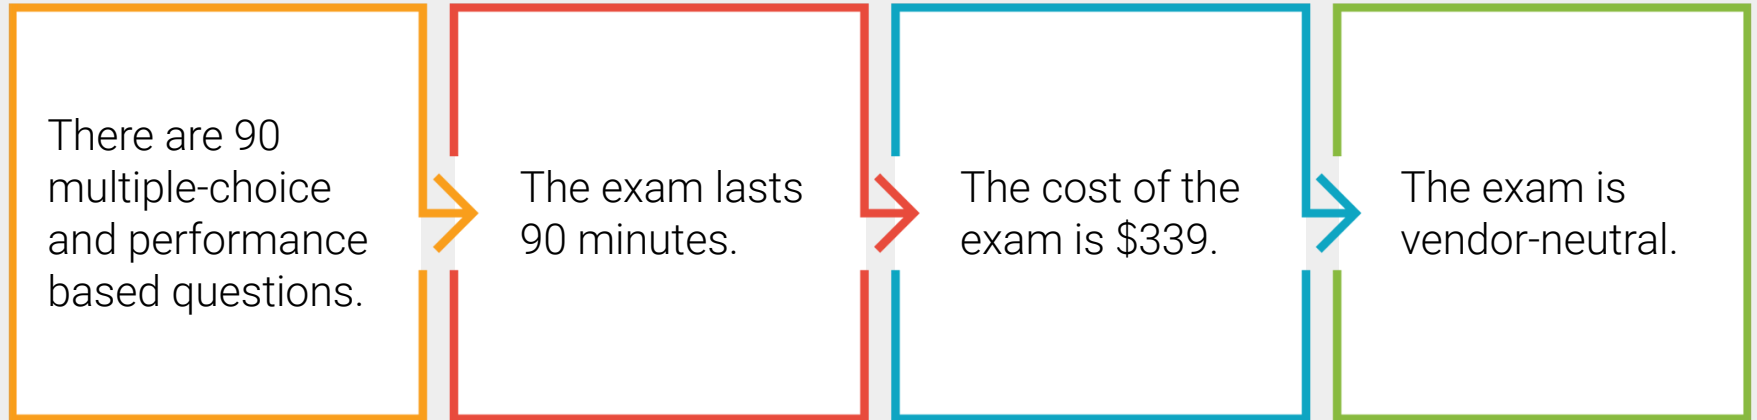 There are 90
multiple-choice
and performance
based questions.
The exam lasts
90 minutes.
The cost of the
exam is $339.
The exam is
vendor-neutral.